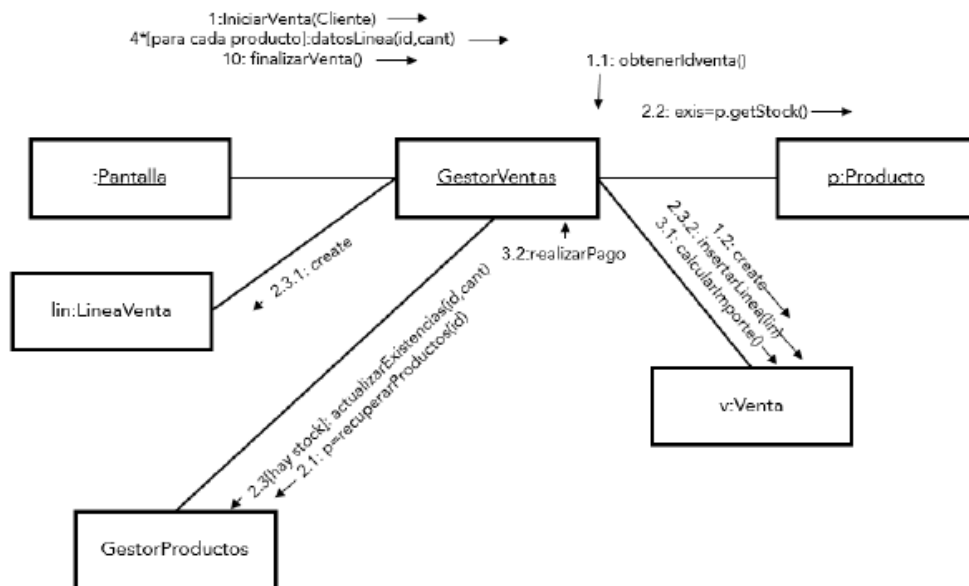 1:IniciarVenta(Cliente)
4*[para cada producto]:datosLinea(id,cant)
10: finalizarVenta()
1.1: obtenerIdventa()
2.2: exis=p.getStock()
:Pantalla
GestorVentas
p:Producto
3.2:realizarPago
1.2: create
2.3.2: insertarLinea(lin)
3.1: calcularImporte()
2.3.1: create
lin:LineaVenta
2.3[hay stock]: actualizarExistencias(id,cant)
2.1: p=recuperarProductos(id)
v:Venta
GestorProductos